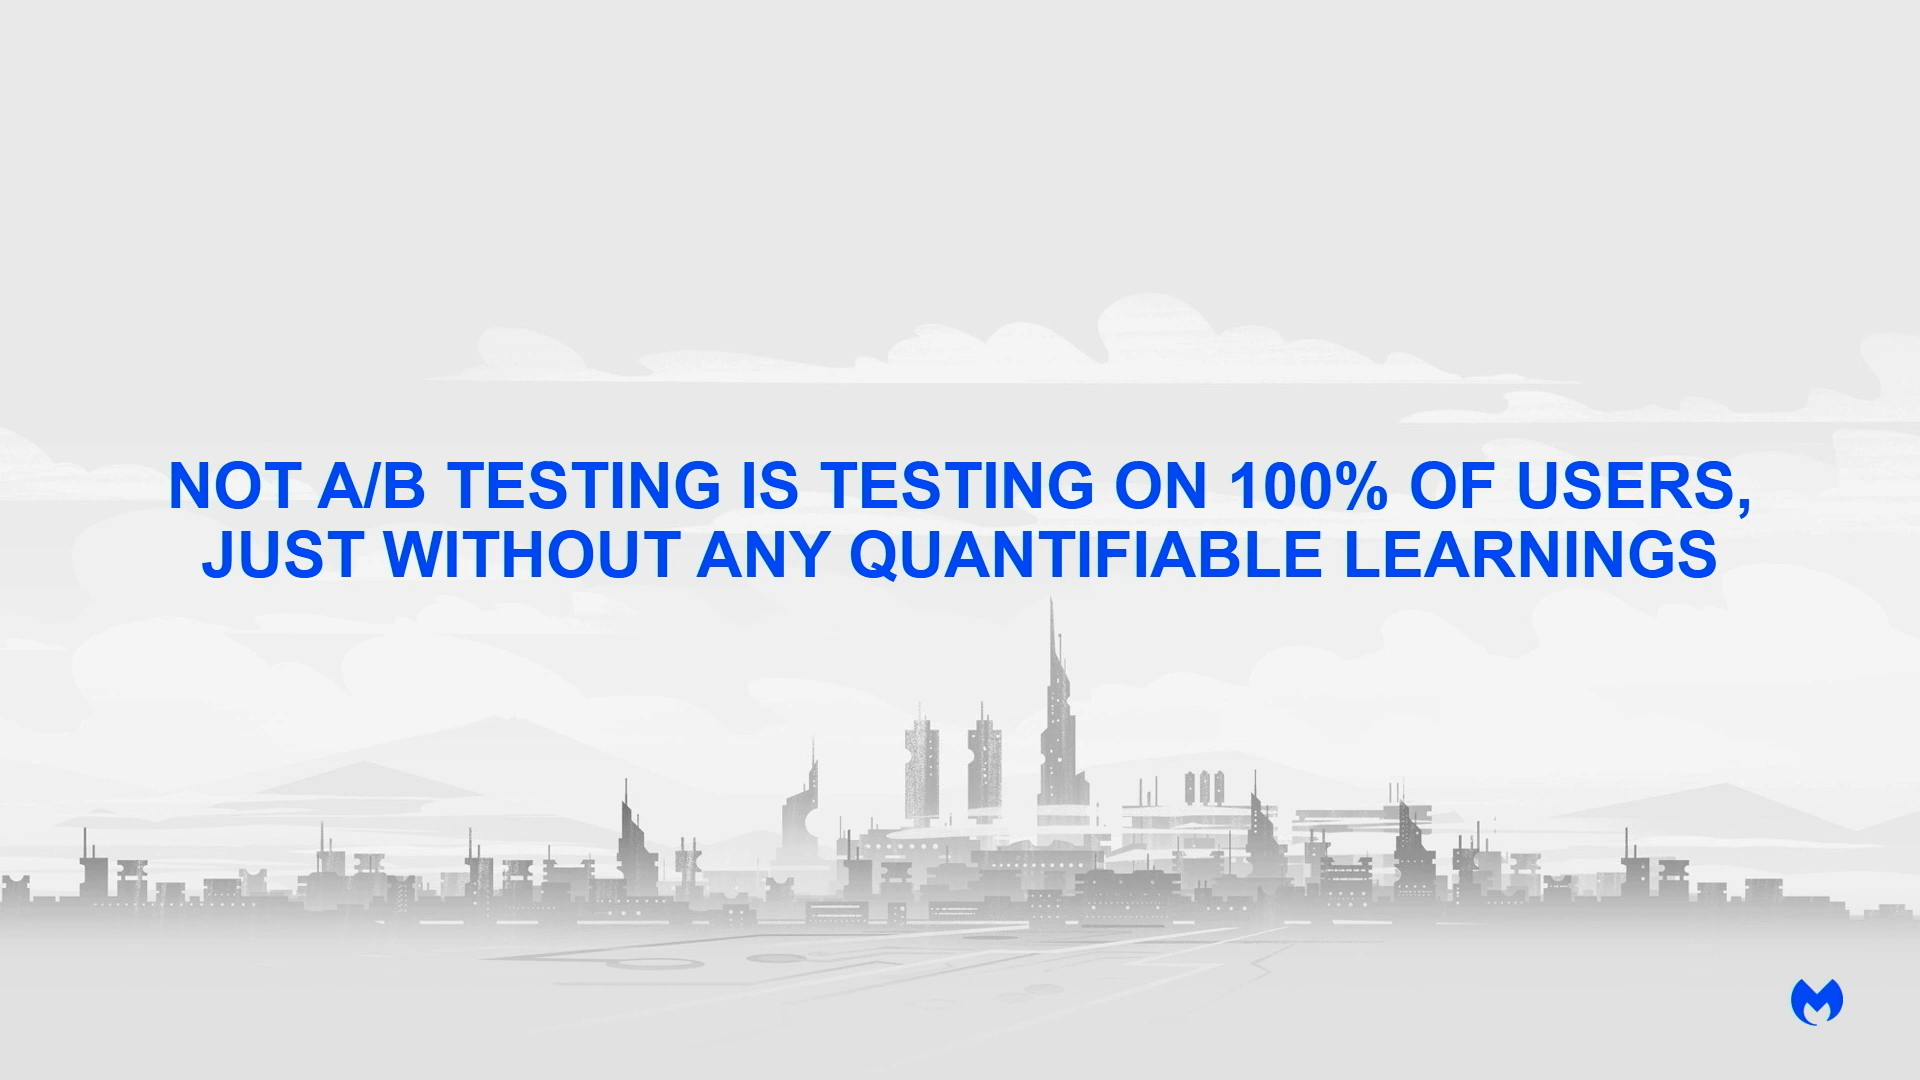 NOT A/B TESTING IS TESTING ON 100% OF USERS,
JUST WITHOUT ANY QUANTIFIABLE LEARNINGS